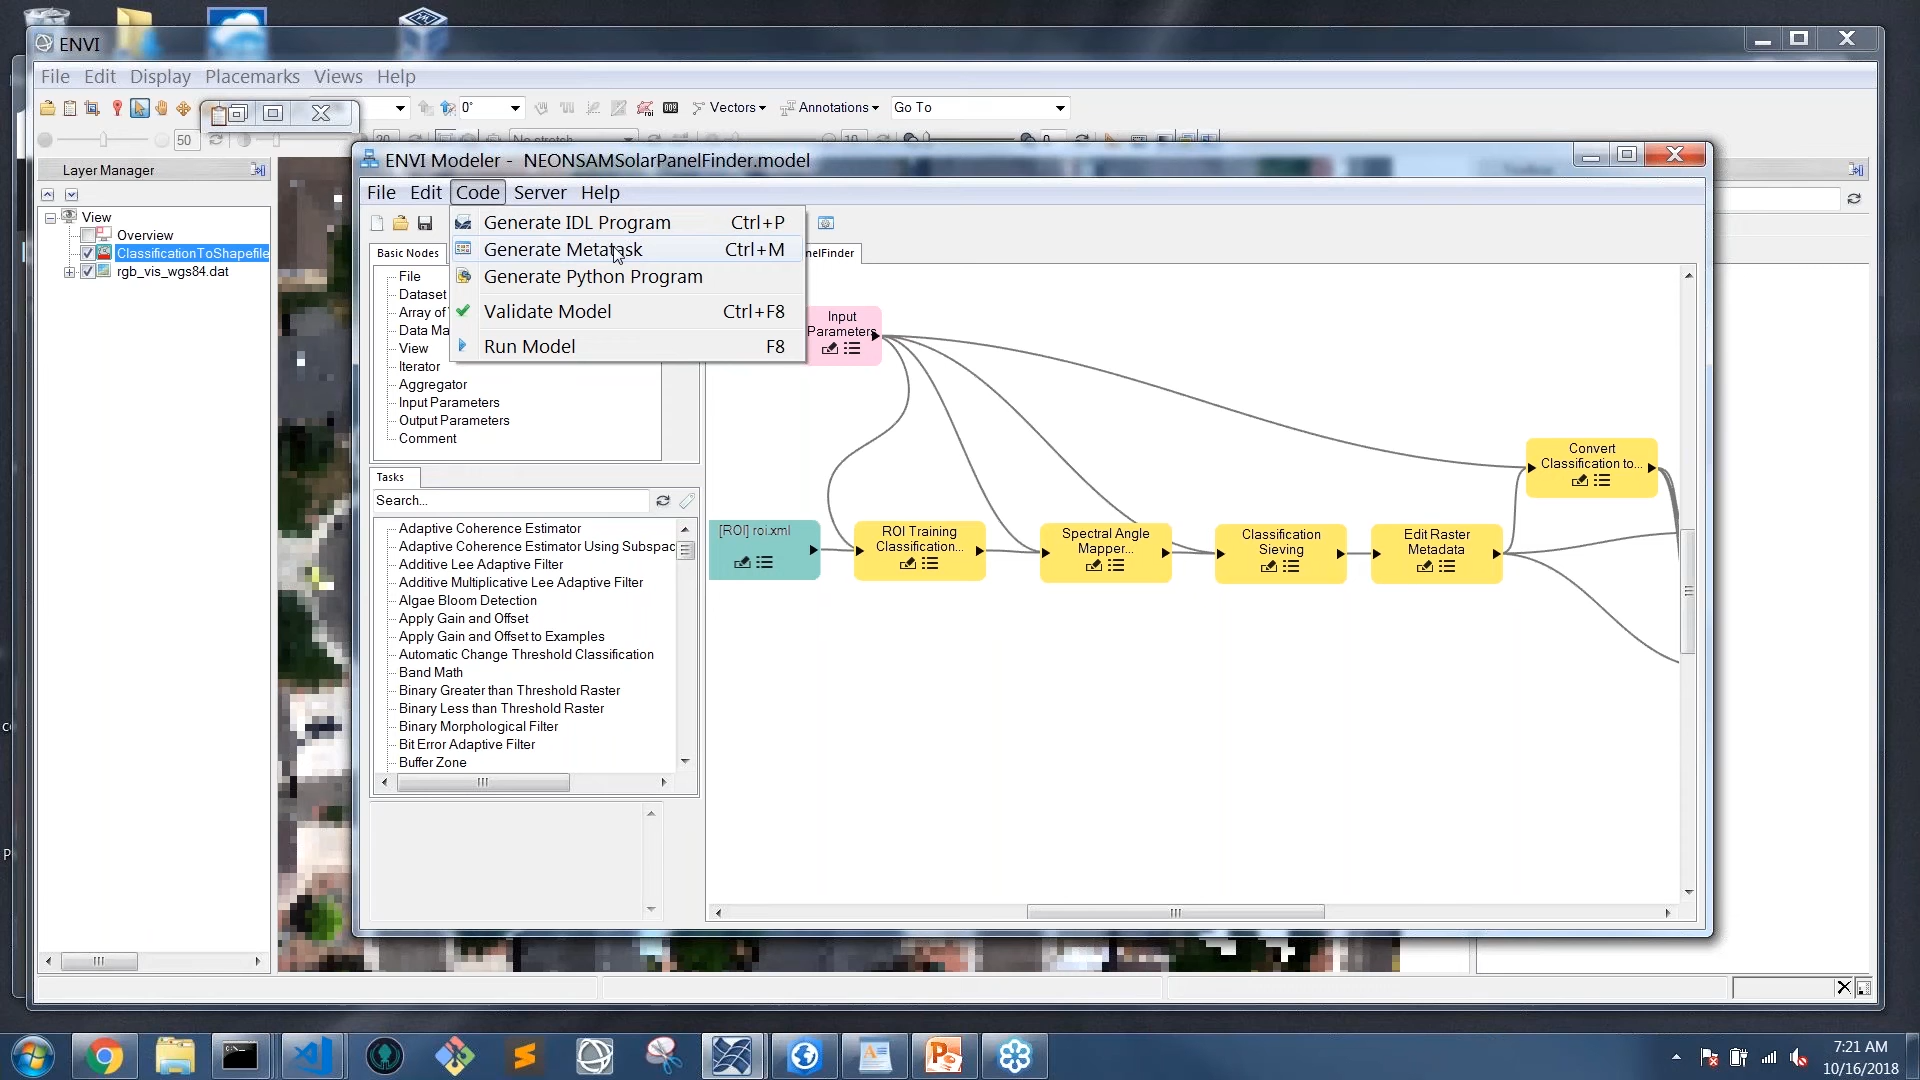 ENVI
File Edit Display Placemarks Views Help
0° Vectors Annotations Go To
50 20 No stretch 10 0
Layer Manager
View
Overview
ClassificationToShapefile
rgb_vis_wgs84.dat
ENVI Modeler - NEONSAMSolarPanelFinder.model
File Edit Code Server Help
Generate IDL Program Ctrl+P
Generate Metatask Ctrl+M
Generate Python Program
Validate Model Ctrl+F8
Run Model F8
Basic Nodes
nelFinder
File
Dataset
Array of
Data Ma
View
Iterator
Aggregator
Input Parameters
Output Parameters
Comment
Tasks
Search...
Adaptive Coherence Estimator
Adaptive Coherence Estimator Using Subspac
Additive Lee Adaptive Filter
Additive Multiplicative Lee Adaptive Filter
Algae Bloom Detection
Apply Gain and Offset
Apply Gain and Offset to Examples
Automatic Change Threshold Classification
Band Math
Binary Greater than Threshold Raster
Binary Less than Threshold Raster
Binary Morphological Filter
Bit Error Adaptive Filter
Buffer Zone
Input
Parameters
[ROI] roi.xml
ROI Training
Classification...
Spectral Angle
Mapper...
Classification
Sieving
Edit Raster
Metadata
Convert
Classification to...
7:21 AM
10/16/2018